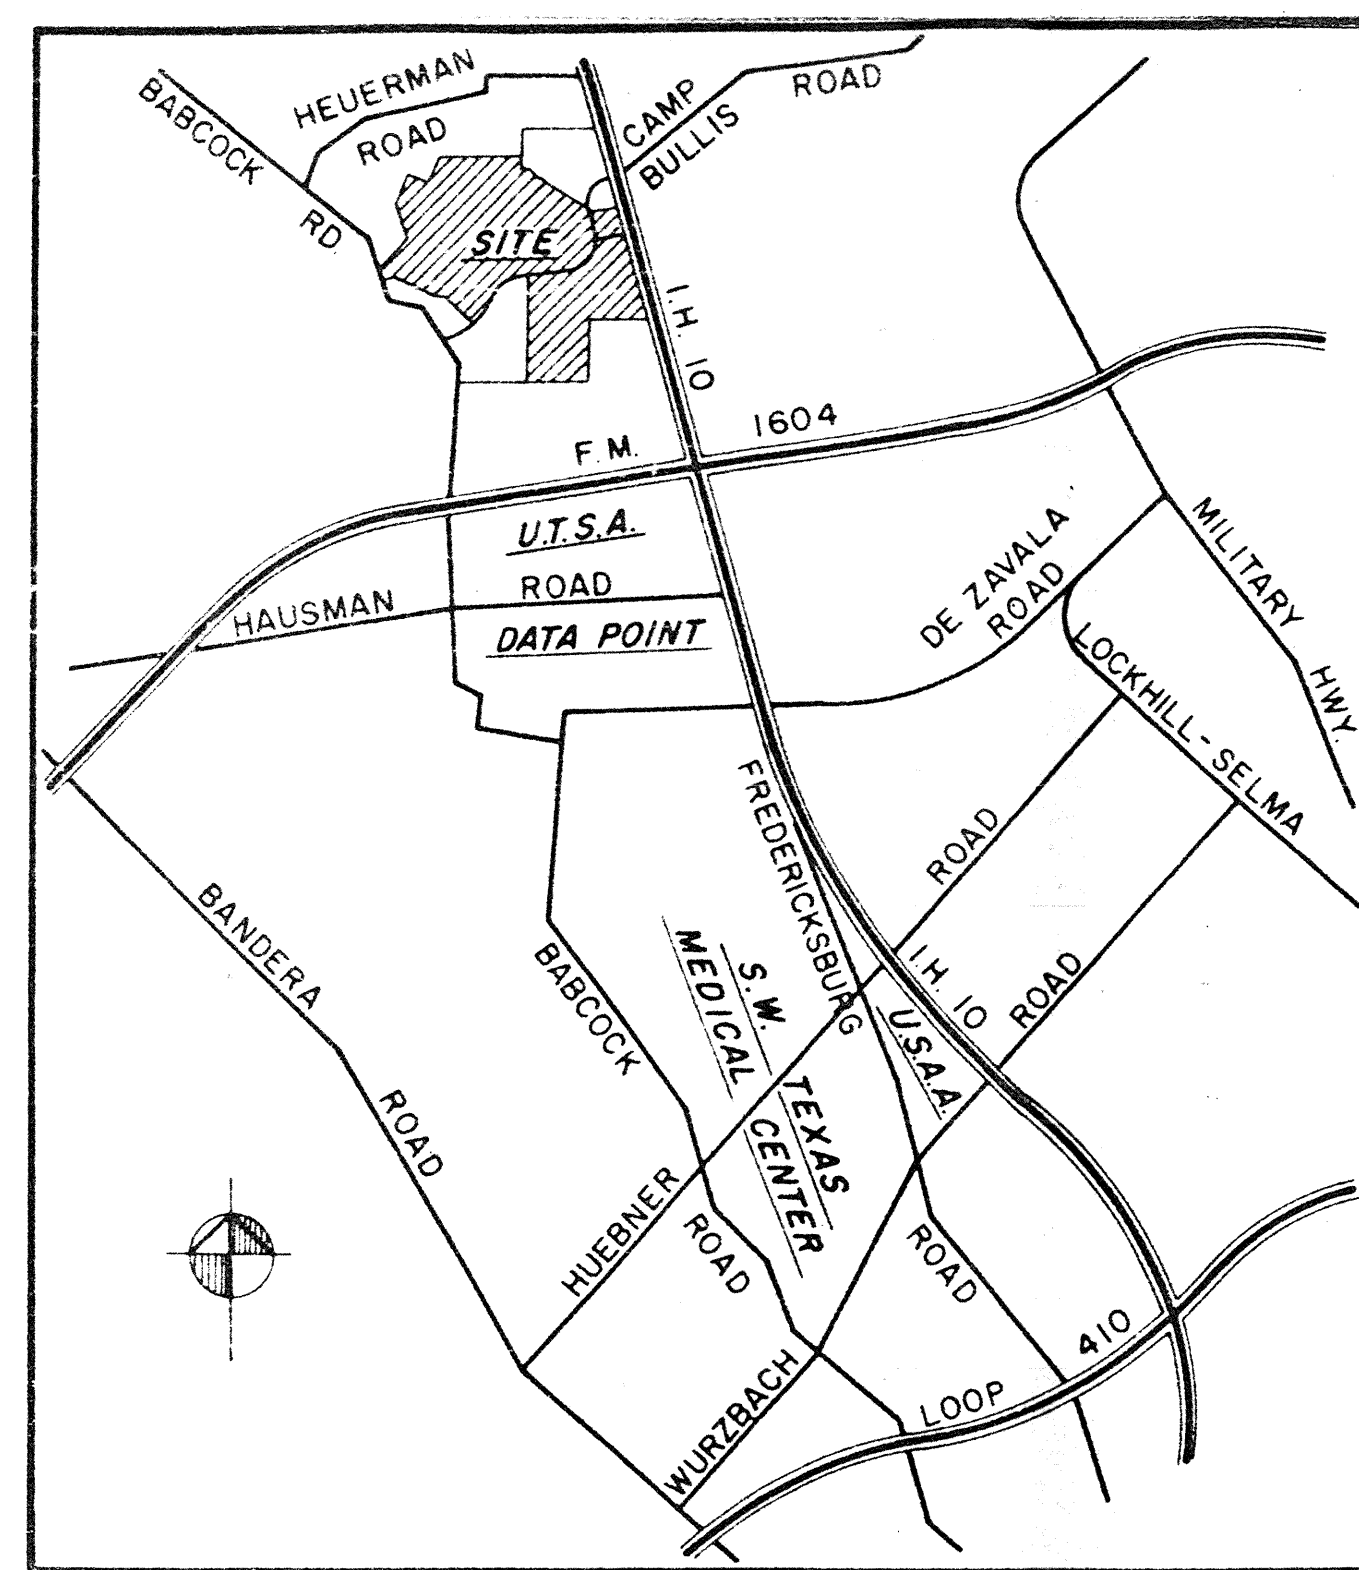 HEUERMAN
ROAD
BABCOCK
RD
CAMP
BULLIS
ROAD
SITE
I.H. 10
1604
F.M.
U.T.S.A.
HAUSMAN
ROAD
DATA POINT
DE ZAVALA
ROAD
MILITARY
HWY.
LOCKHILL-SELMA
FREDERICKSBURG
ROAD
BANDERA
ROAD
BABCOCK
ROAD
S.W. TEXAS
MEDICAL CENTER
I.H. 10
U.S.A.A.
ROAD
HUEBNER
ROAD
WURZBACH
LOOP
410